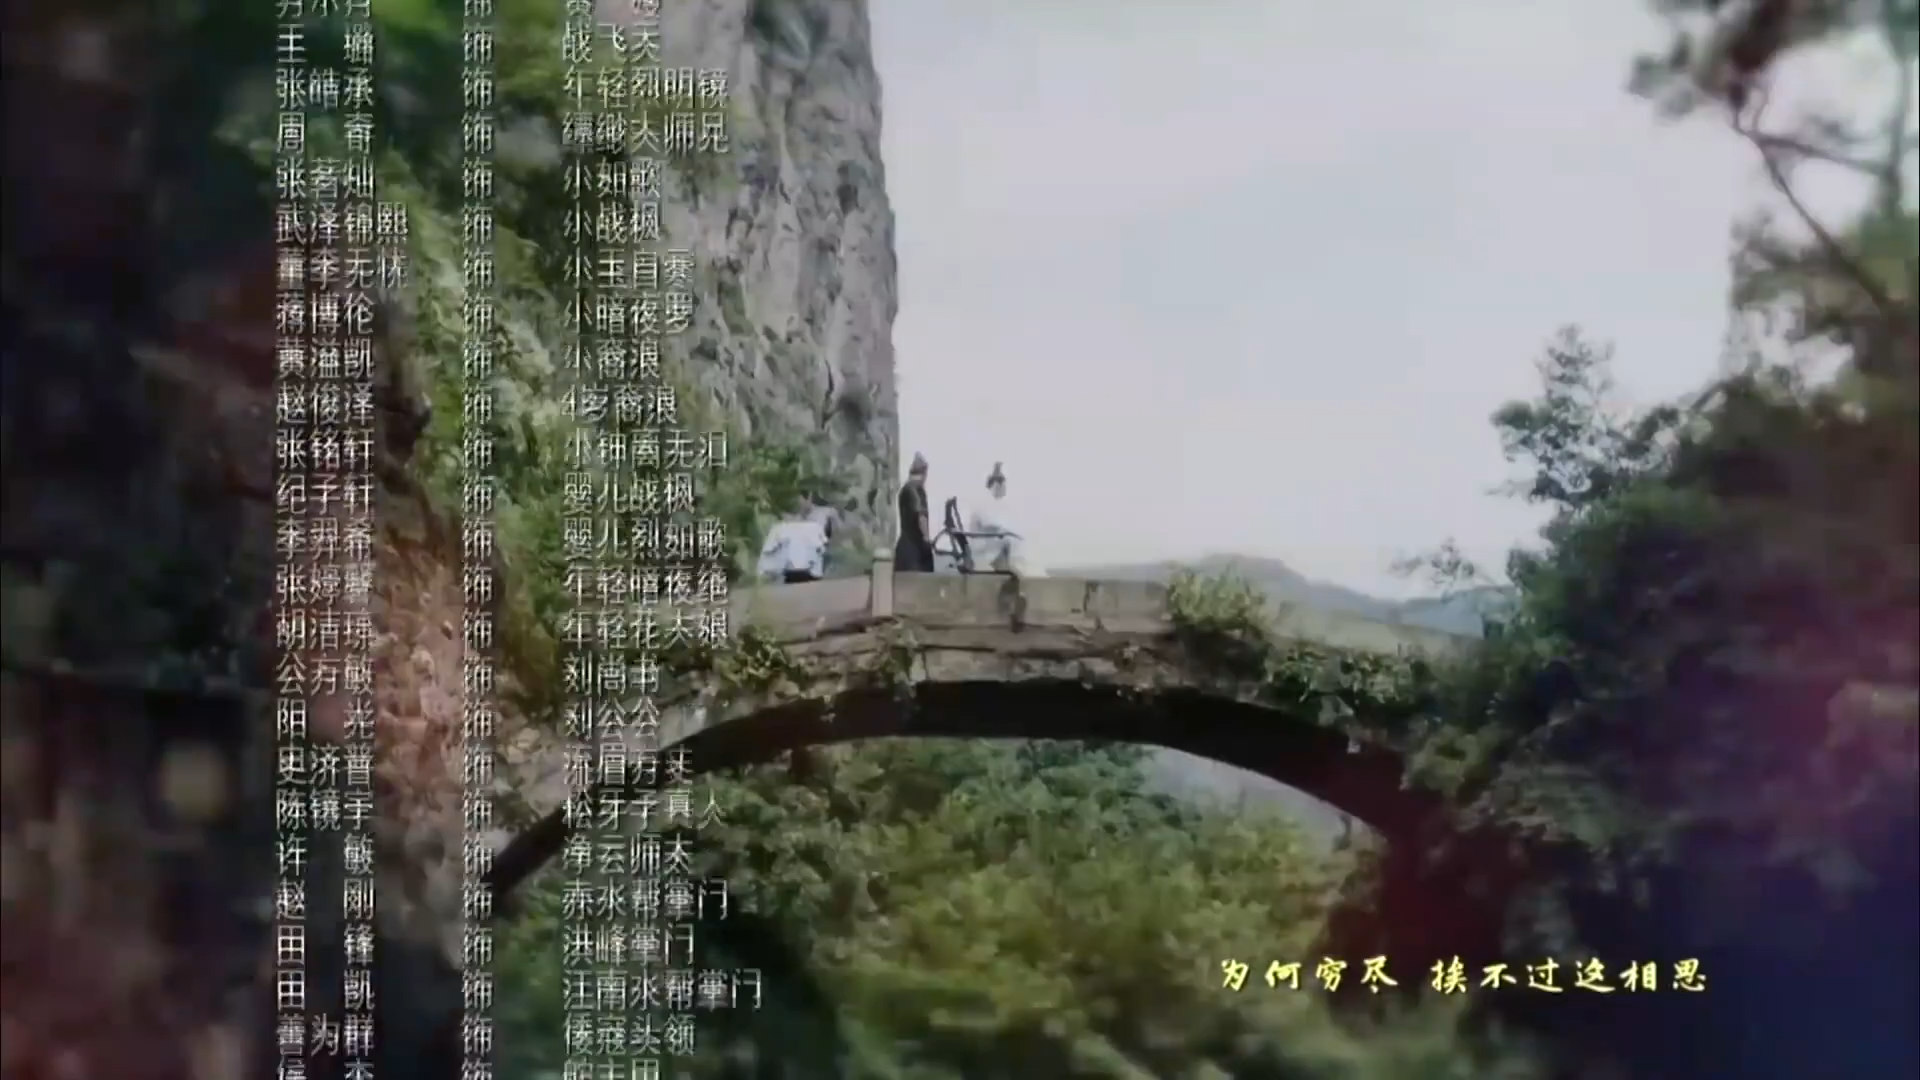 王璐 饰 战飞天
张皓承 饰 年轻烈明镜
周奇 饰 缥缈大师兄
张茗灿 饰 小如歌
武泽锦熙 饰 小战枫
董李无忧 饰 小玉自寒
蒋博伦 饰 小暗夜罗
黄溢凯 饰 小裔浪
赵俊泽 饰 4岁裔浪
张铭轩 饰 小钟离无泪
纪子轩 饰 婴儿战枫
李羿希 饰 婴儿烈如歌
张婷馨 饰 年轻暗夜绝
胡洁璟 饰 年轻花大娘
公方敏 饰 刘尚书
阳光 饰 刘公公
史济普 饰 流眉方丈
陈镜宇 饰 松牙子真人
许敏 饰 净云师太
赵刚 饰 赤水帮掌门
田锋 饰 洪峰掌门
田凯 饰 汪南水帮掌门
善为群 饰 倭寇头领
为何穷尽 挨不过这相思